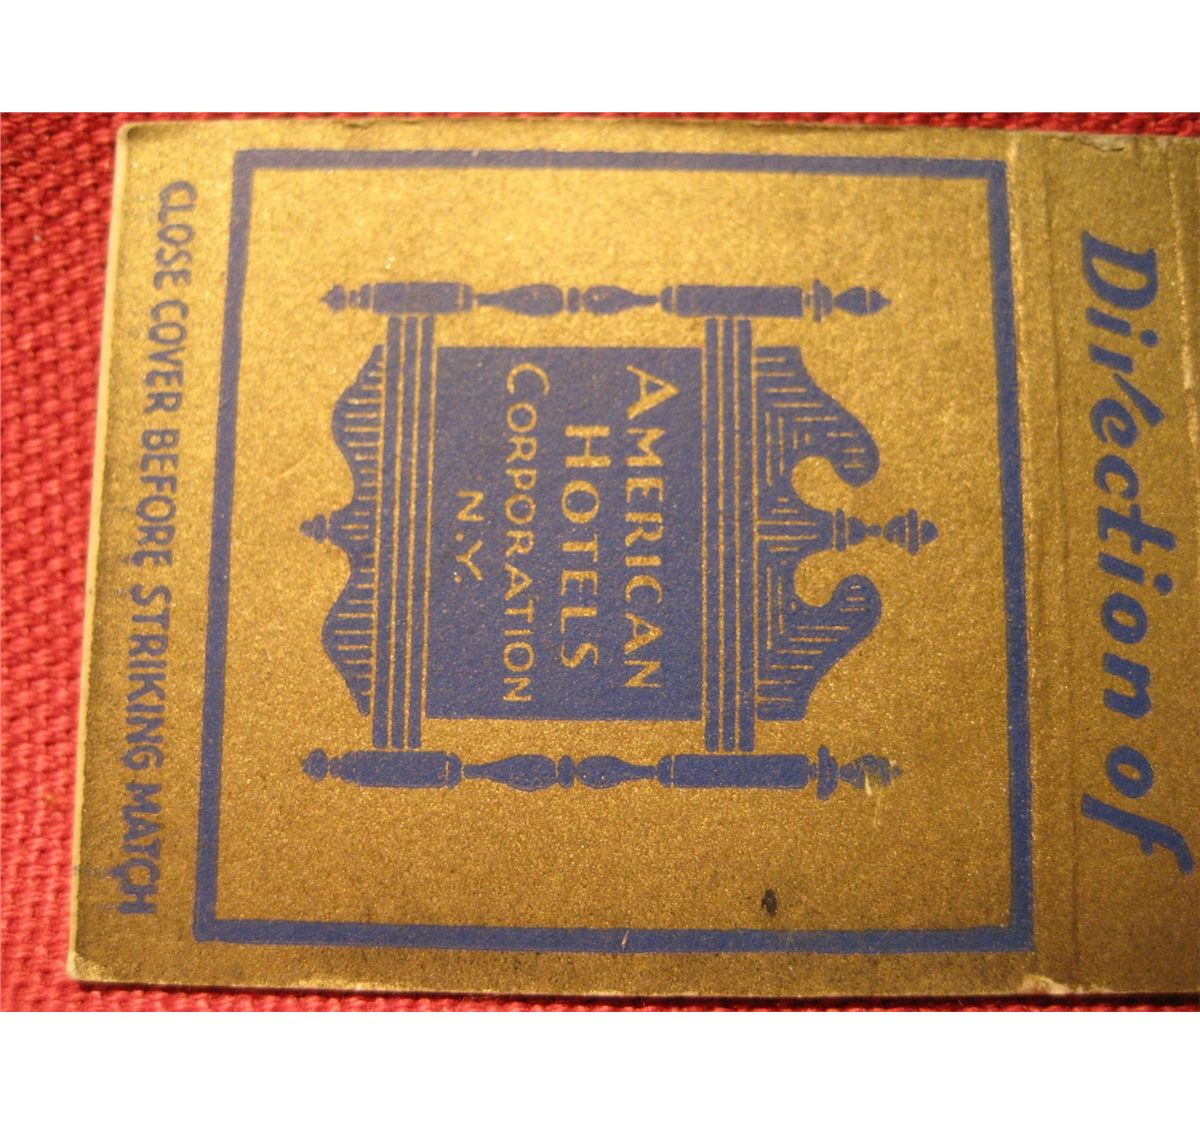 Direction of
AMERICAN
HOTELS
CORPORATION
N.Y.
CLOSE COVER BEFORE STRIKING MATCH